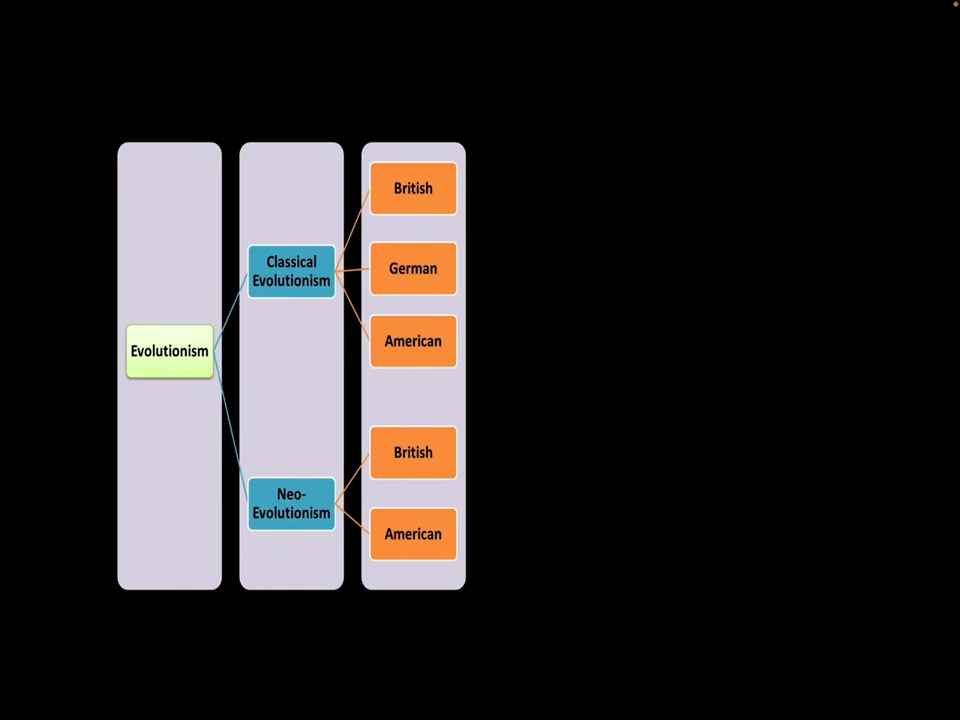 Evolutionism
Classical
Evolutionism
Neo-
Evolutionism
British
German
American
British
American